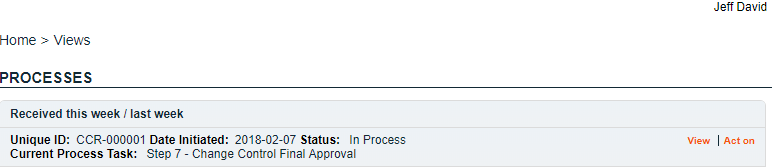 Jeff David
Home > Views
PROCESSES
Received this week / last week
Unique ID: CCR-000001 Date Initiated: 2018-02-07 Status: In Process
View | Act on
Current Process Task: Step 7 - Change Control Final Approval